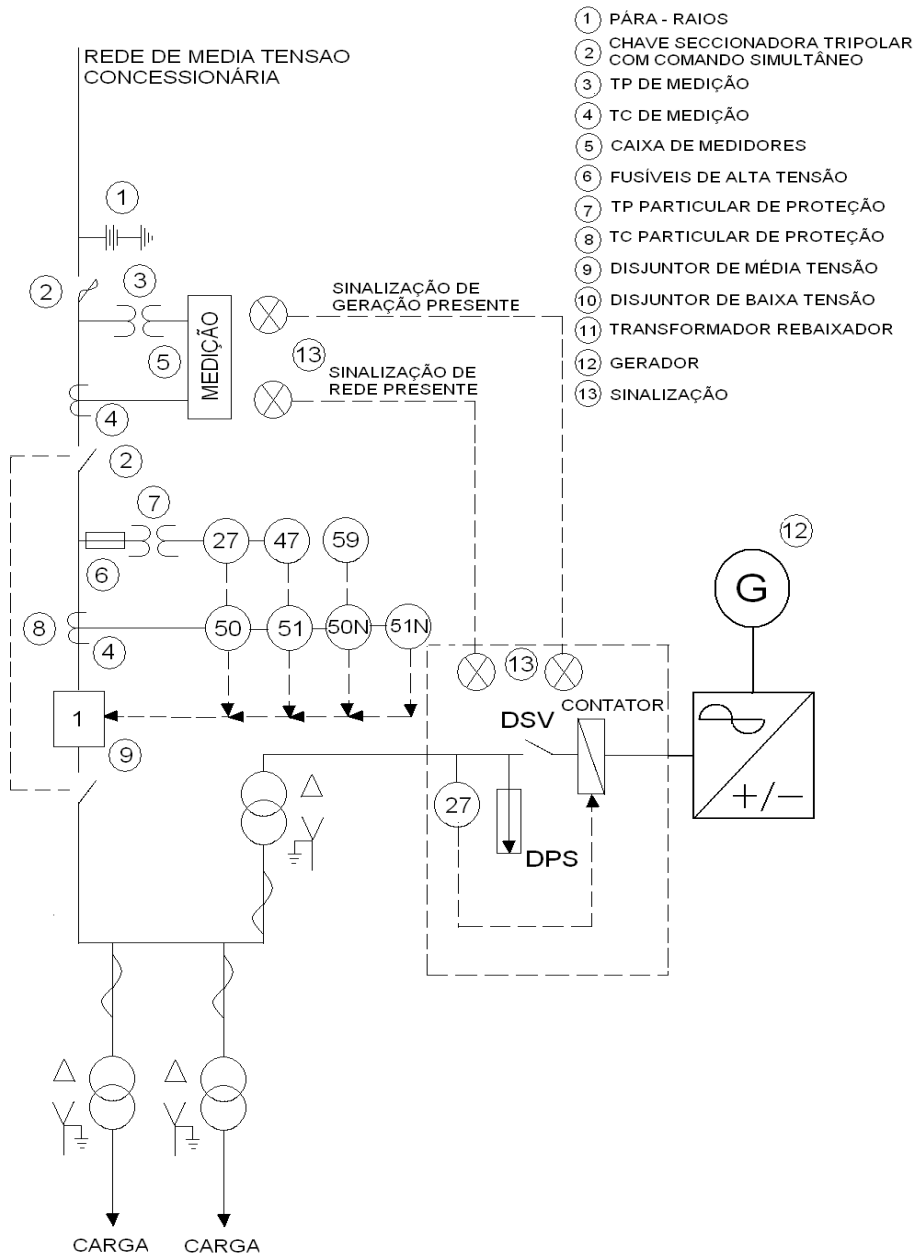 REDE DE MEDIA TENSAO
CONCESSIONÁRIA
1
2
3
5
MEDIÇÃO
4
SINALIZAÇÃO DE
GERAÇÃO PRESENTE
13
SINALIZAÇÃO DE
REDE PRESENTE
2
7
6
27
47
59
8
4
50
51
50N
51N
1
9
13
DSV
CONTATOR
27
DPS
12
G
+/−
CARGA
CARGA
1 PÁRA - RAIOS
2 CHAVE SECCIONADORA TRIPOLAR
COM COMANDO SIMULTÂNEO
3 TP DE MEDIÇÃO
4 TC DE MEDIÇÃO
5 CAIXA DE MEDIDORES
6 FUSÍVEIS DE ALTA TENSÃO
7 TP PARTICULAR DE PROTEÇÃO
8 TC PARTICULAR DE PROTEÇÃO
9 DISJUNTOR DE MÉDIA TENSÃO
10 DISJUNTOR DE BAIXA TENSÃO
11 TRANSFORMADOR REBAIXADOR
12 GERADOR
13 SINALIZAÇÃO